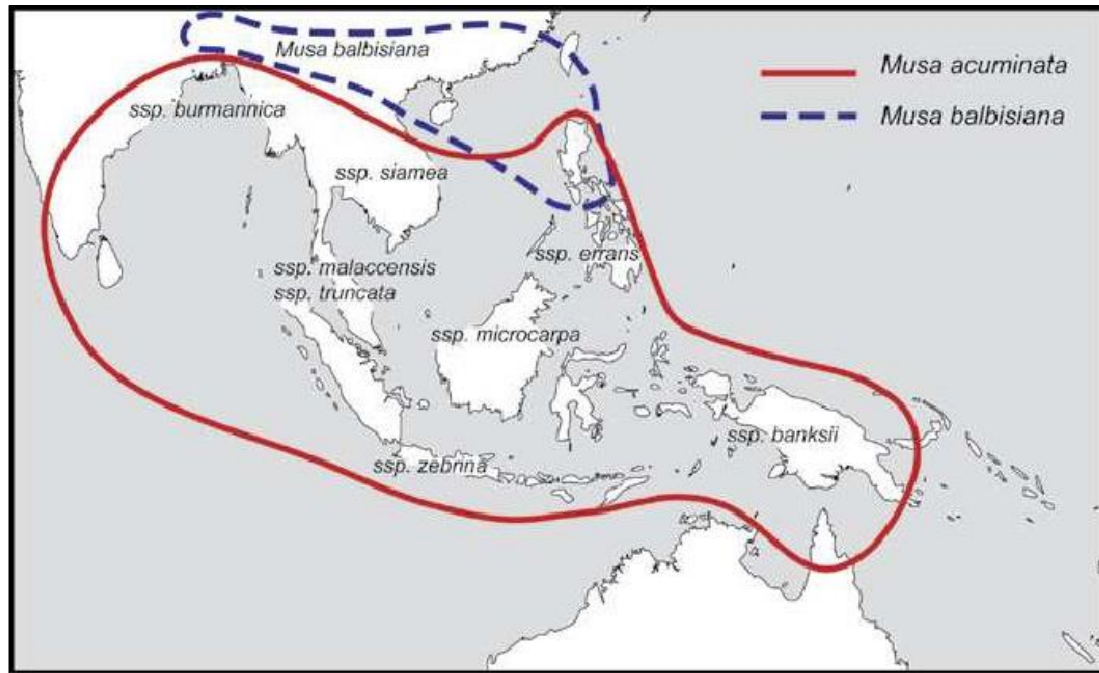 Musa balbisiana
Musa acuminata
Musa balbisiana
ssp. burmannica
ssp. siamea
ssp. errans
ssp. malaccensis
ssp. truncata
ssp. microcarpa
ssp. banksii
ssp. zebrina